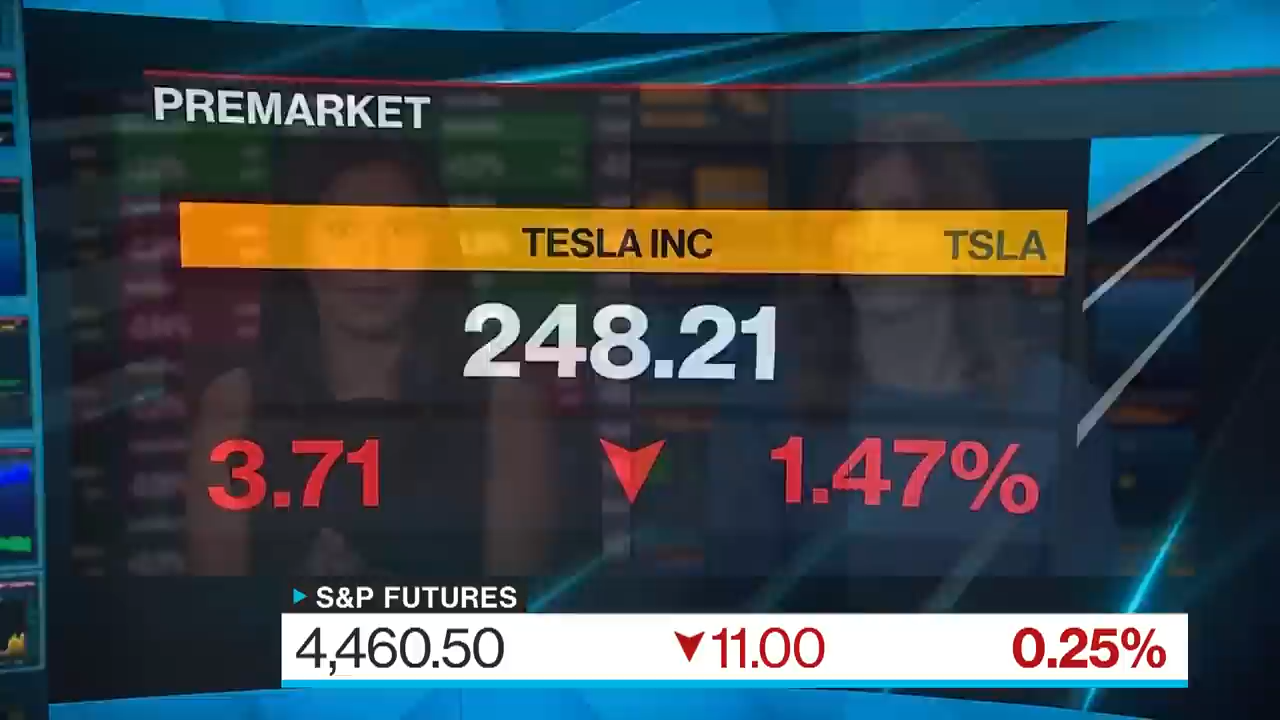 PREMARKET
TESLA INC TSLA
248.21
3.71 1.47%
S&P FUTURES
4,460.50 11.00 0.25%